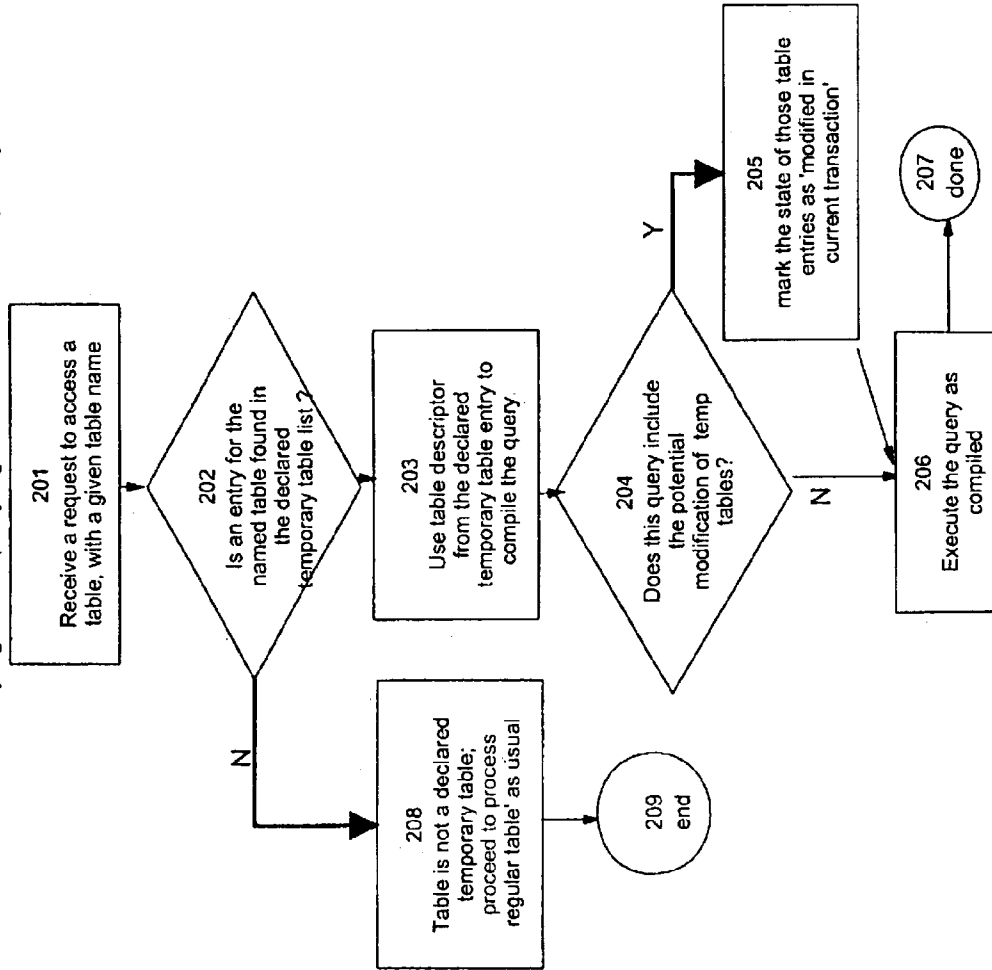 201
Receive a request to access a
table, with a given table name
202
Is an entry for the
named table found in
the declared
temporary table list ?
N
203
Use table descriptor
from the declared
temporary table entry to
compile the query.
208
Table is not a declared
temporary table;
proceed to process
regular table' as usual
209
end
204
Does this query include
the potential
modification of temp
tables?
Y
N
205
mark the state of those table
entries as 'modified in
current transaction'
206
Execute the query as
compiled
207
done